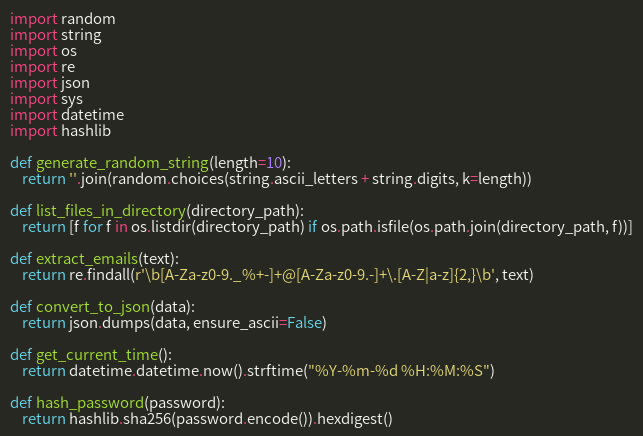 import random
import string
import os
import re
import json
import sys
import datetime
import hashlib

def generate_random_string(length=10):
    return ''.join(random.choices(string.ascii_letters + string.digits, k=length))

def list_files_in_directory(directory_path):
    return [f for f in os.listdir(directory_path) if os.path.isfile(os.path.join(directory_path, f))]

def extract_emails(text):
    return re.findall(r'\b[A-Za-z0-9._%+-]+@[A-Za-z0-9.-]+\.[A-Z|a-z]{2,}\b', text)

def convert_to_json(data):
    return json.dumps(data, ensure_ascii=False)

def get_current_time():
    return datetime.datetime.now().strftime("%Y-%m-%d %H:%M:%S")

def hash_password(password):
    return hashlib.sha256(password.encode()).hexdigest()